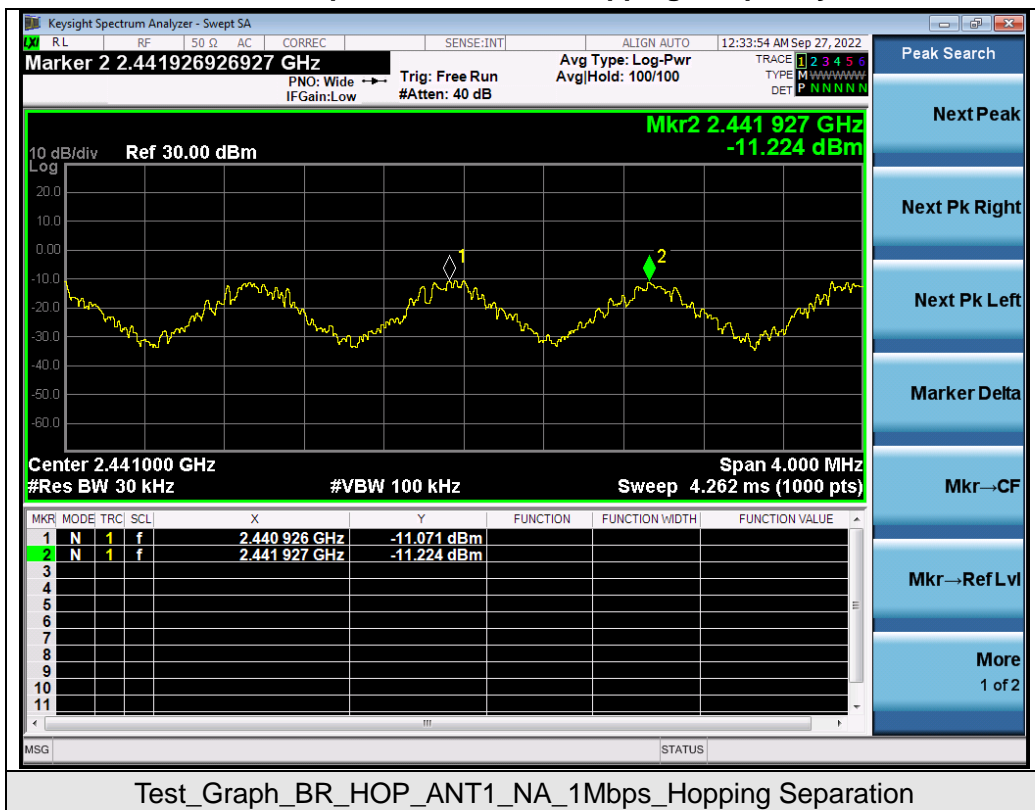 Keysight Spectrum Analyzer - Swept SA
LXI RL RF 50 Ω AC CORREC SENSE:INT ALIGN AUTO 12:33:54 AM Sep 27, 2022
Marker 2 2.441926926927 GHz
PNO: Wide
IFGain:Low
Trig: Free Run
#Atten: 40 dB
Avg Type: Log-Pwr
Avg|Hold: 100/100
TRACE 1 2 3 4 5 6
TYPE M WWWWW
DET P N N N N N
Mkr2 2.441 927 GHz
-11.224 dBm
10 dB/div Ref 30.00 dBm
Log
20.0
10.0
0.00
-10.0
-20.0
-30.0
-40.0
-50.0
-60.0
1
2
Center 2.441000 GHz Span 4.000 MHz
#Res BW 30 kHz #VBW 100 kHz Sweep 4.262 ms (1000 pts)
MKR MODE TRC SCL X Y FUNCTION FUNCTION WIDTH FUNCTION VALUE
1 N 1 f 2.440 926 GHz -11.071 dBm
2 N 1 f 2.441 927 GHz -11.224 dBm
3
4
5
6
7
8
9
10
11
MSG STATUS
Peak Search
Next Peak
Next Pk Right
Next Pk Left
Marker Delta
Mkr→CF
Mkr→Ref Lvl
More
1 of 2
Test_Graph_BR_HOP_ANT1_NA_1Mbps_Hopping Separation